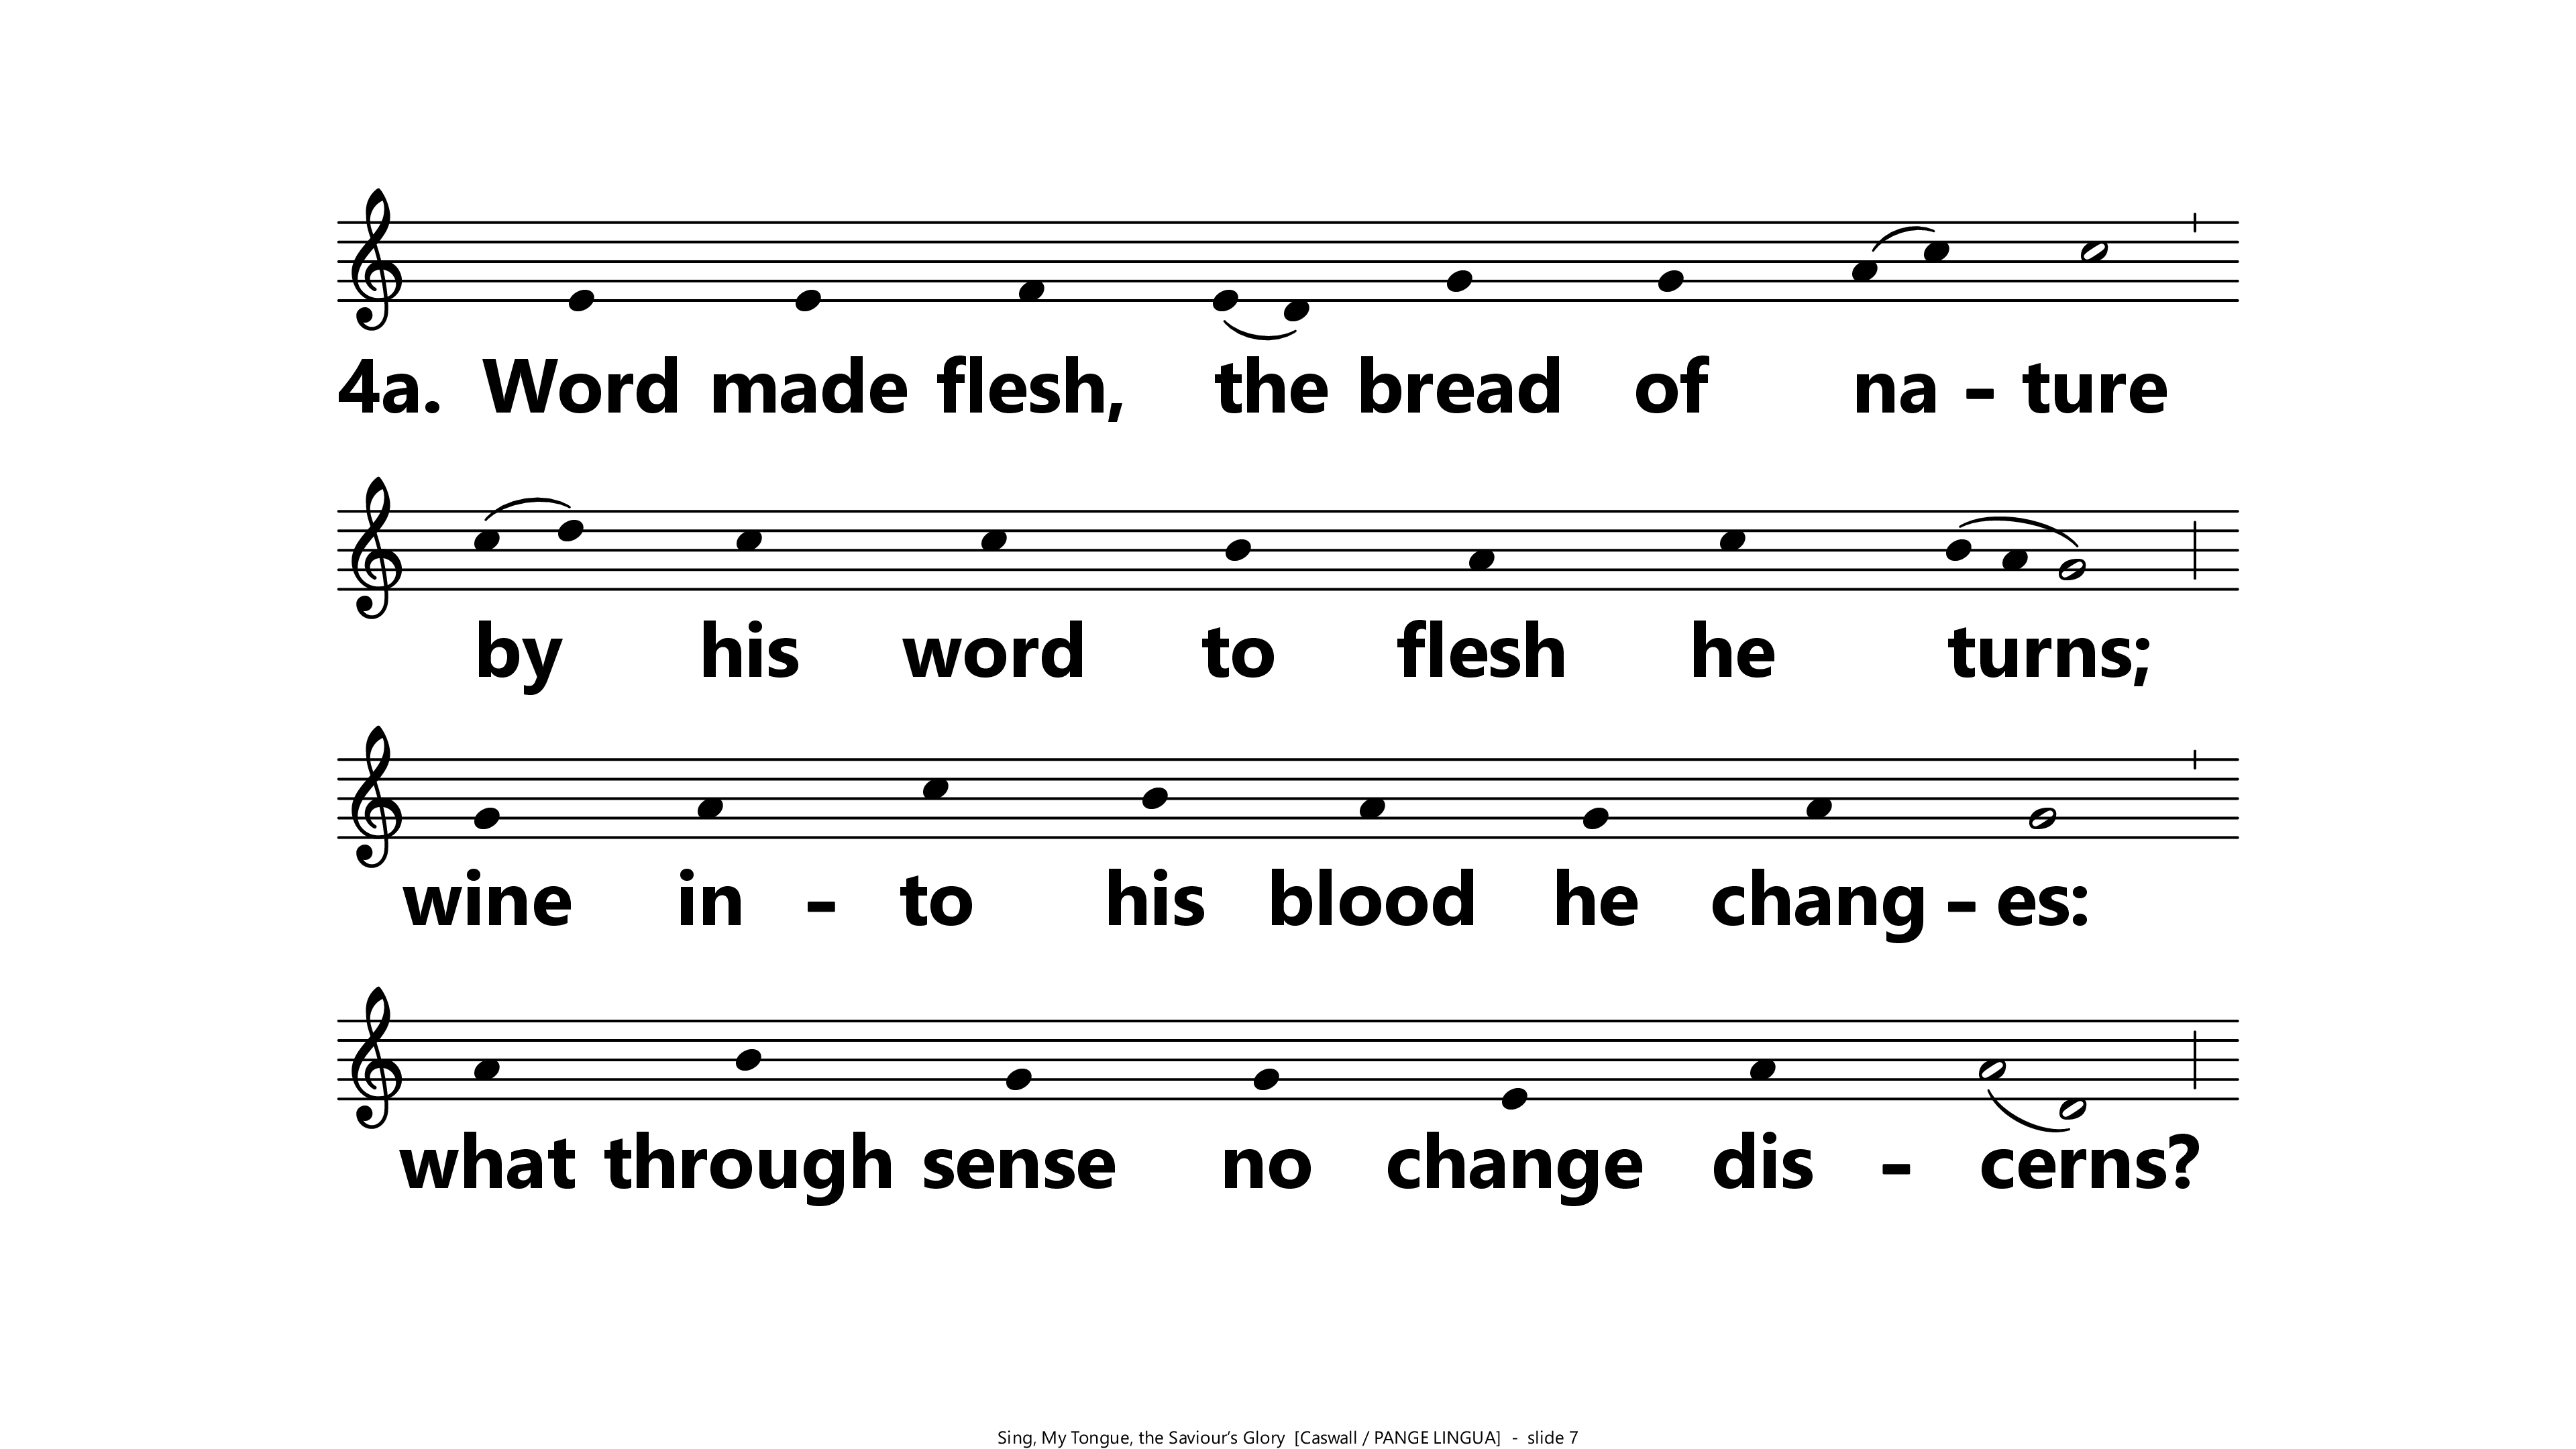 4a. Word made flesh, the bread of na - ture
by his word to flesh he turns;
wine in - to his blood he chang - es:
what through sense no change dis - cerns?
Sing, My Tongue, the Saviour’s Glory [Caswall / PANGE LINGUA] - slide 7